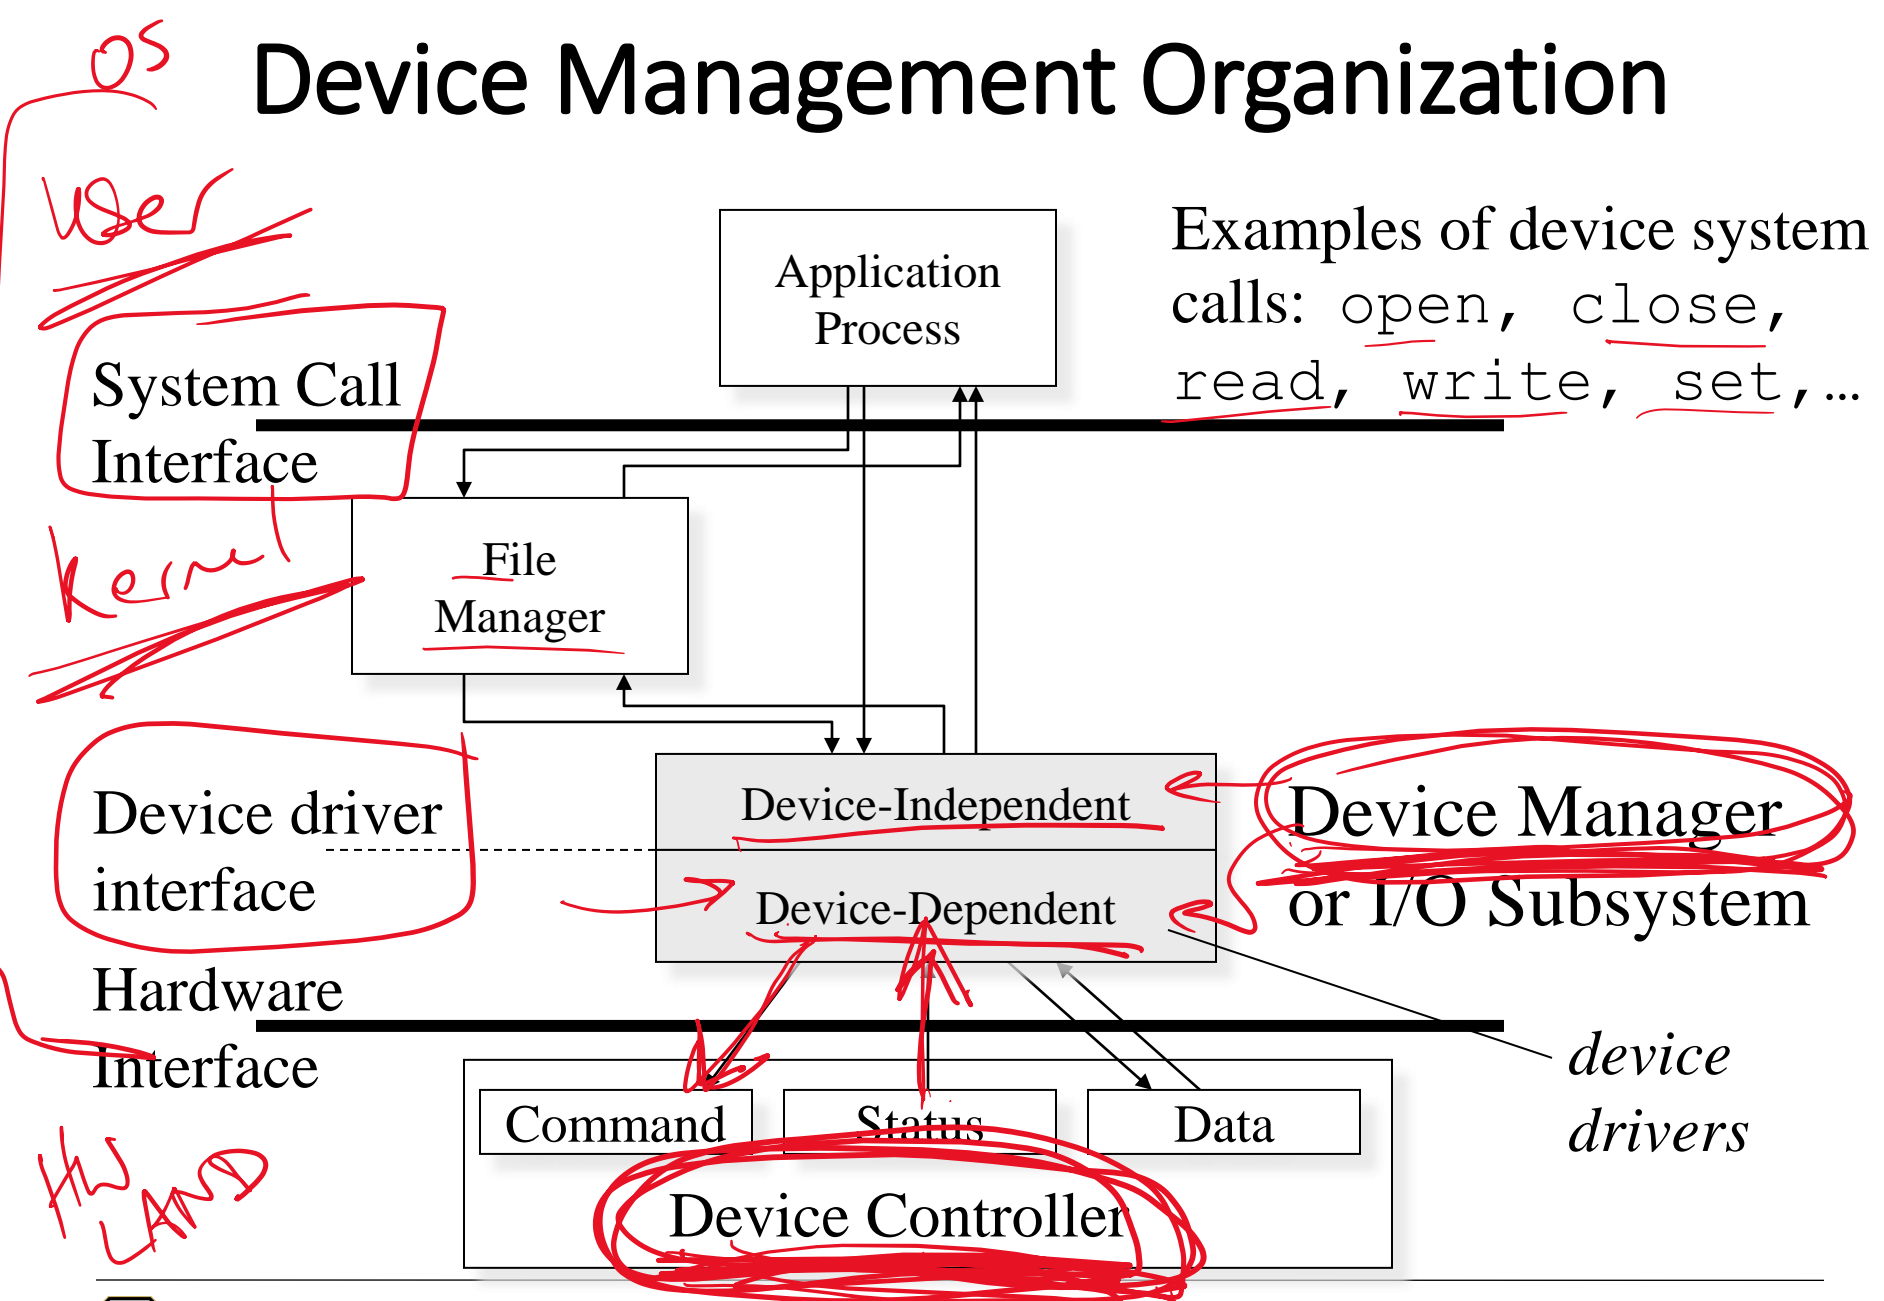 OS
Device Management Organization
user
Application
Process
Examples of device system
calls: open, close,
read, write, set,…
System Call
Interface
kernel
File
Manager
Device driver
interface
Device-Independent
Device-Dependent
Device Manager
or I/O Subsystem
Hardware
Interface
device
drivers
Command
Status
Data
Device Controller
HW
LAND